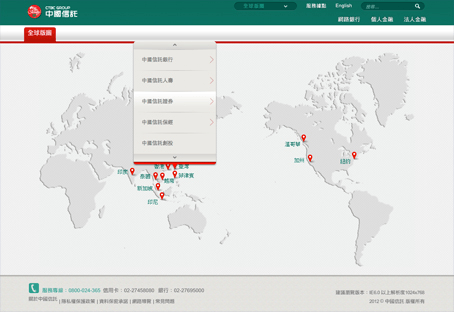 CTBC GROUP
中國信託
全球版圖
服務據點
English
搜尋...
網路銀行 個人金融 法人金融
全球版圖
中國信託銀行
中國信託人壽
中國信託證券
中國信託保經
中國信託創投
香港
臺灣
印度
泰國
越南
菲律賓
新加坡
印尼
溫哥華
加州
紐約
服務專線:0800-024-365 信用卡:02-27458080 銀行:02-27695000
關於中國信託 | 隱私權保護政策 | 資料保密承諾 | 網路導覽 | 常見問題
建議瀏覽版本:IE6.0 以上解析度1024x768
2012 © 中國信託 版權所有